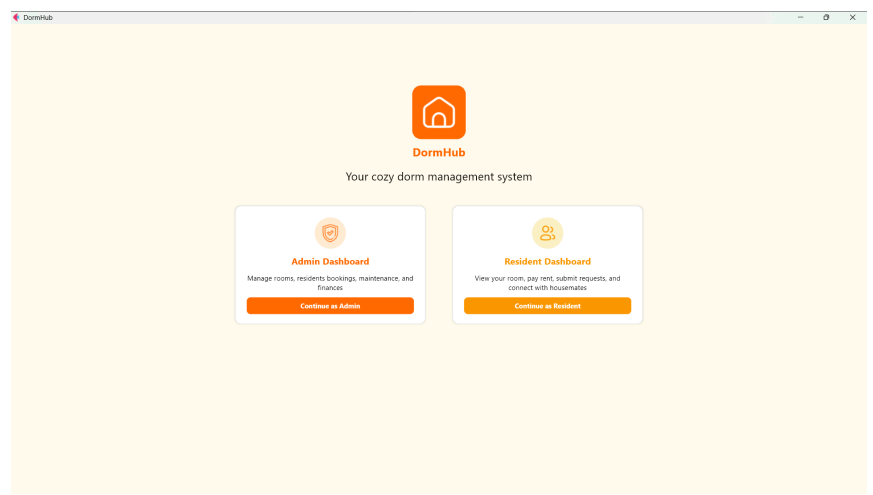 DormHub
DormHub
Your cozy dorm management system
Admin Dashboard
Manage rooms, residents bookings, maintenance, and
finances
Continue as Admin
Resident Dashboard
View your room, pay rent, submit requests, and
connect with housemates
Continue as Resident